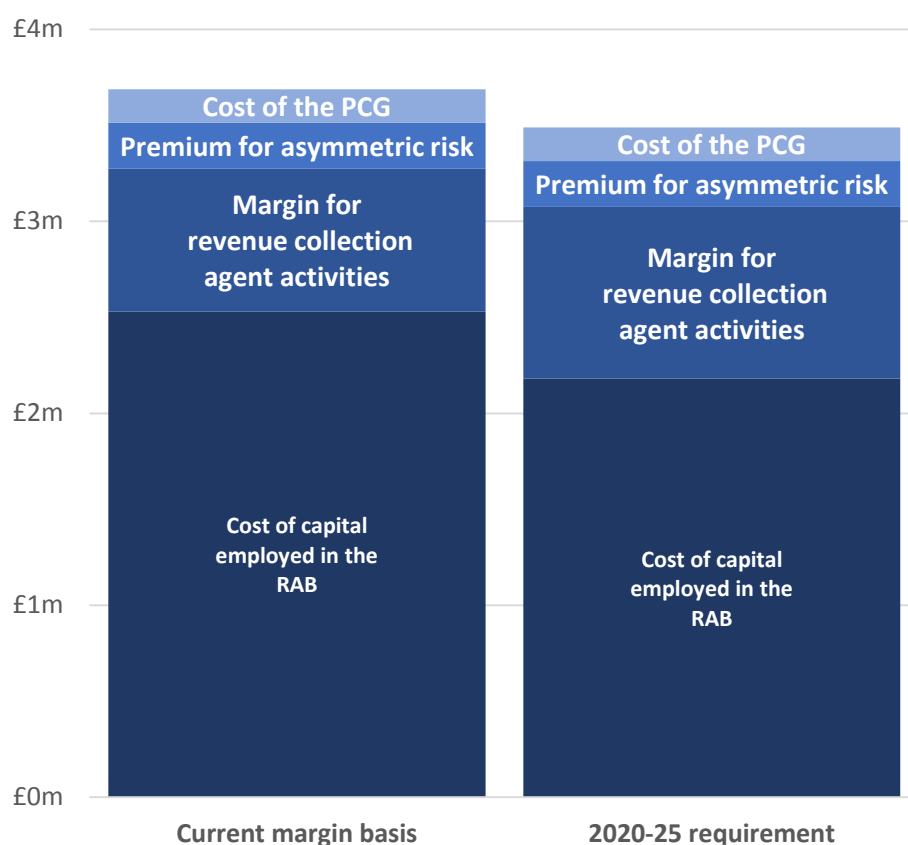 £4m
Cost of the PCG
Premium for asymmetric risk
Margin for
revenue collection
agent activities
Cost of capital
employed in the
RAB
Cost of the PCG
Premium for asymmetric risk
Margin for
revenue collection
agent activities
Cost of capital
employed in the
RAB
£3m
£2m
£1m
£0m
Current margin basis
2020-25 requirement